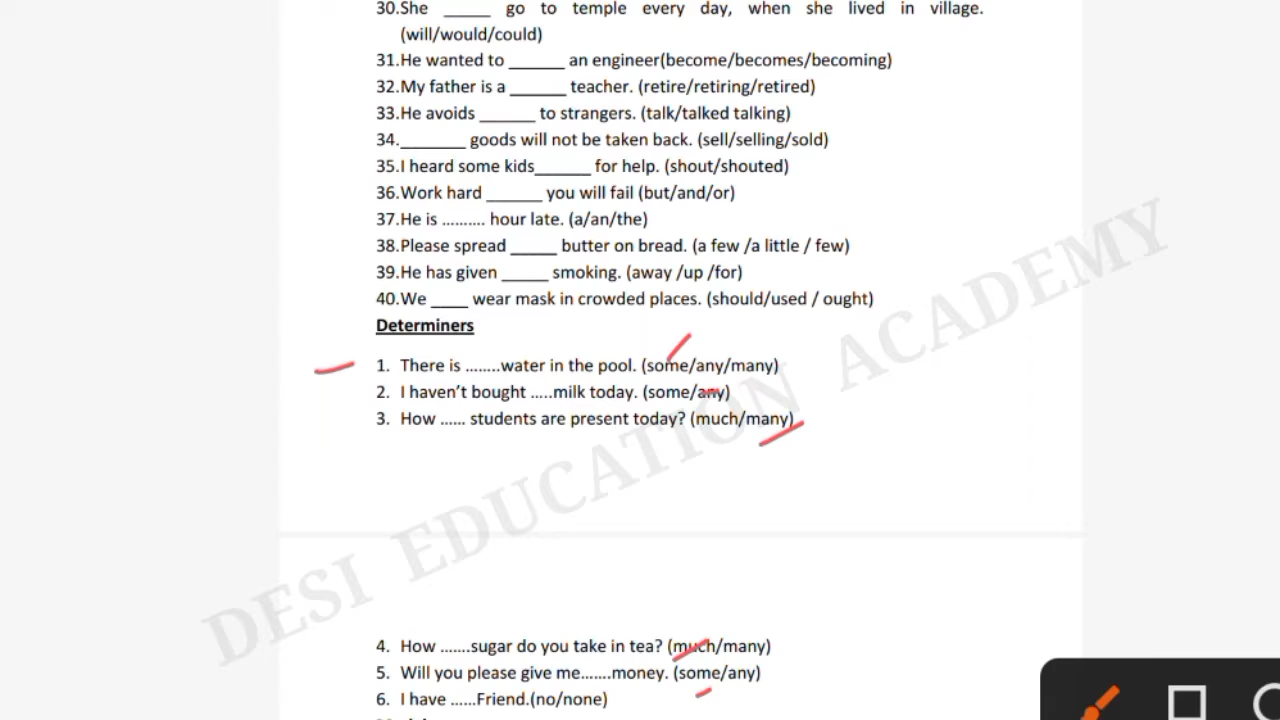 30.She _____ go to temple every day, when she lived in village.
(will/would/could)
31.He wanted to ______ an engineer(become/becomes/becoming)
32.My father is a ______ teacher. (retire/retiring/retired)
33.He avoids ______ to strangers. (talk/talked talking)
34._______ goods will not be taken back. (sell/selling/sold)
35.I heard some kids______ for help. (shout/shouted)
36.Work hard ______ you will fail (but/and/or)
37.He is .......... hour late. (a/an/the)
38.Please spread _____ butter on bread. (a few /a little / few)
39.He has given _____ smoking. (away /up /for)
40.We ____ wear mask in crowded places. (should/used / ought)
Determiners
1. There is ........water in the pool. (some/any/many)
2. I haven't bought .....milk today. (some/any)
3. How ...... students are present today? (much/many)
DESI EDUCATION ACADEMY
4. How .......sugar do you take in tea? (much/many)
5. Will you please give me.......money. (some/any)
6. I have ......Friend.(no/none)